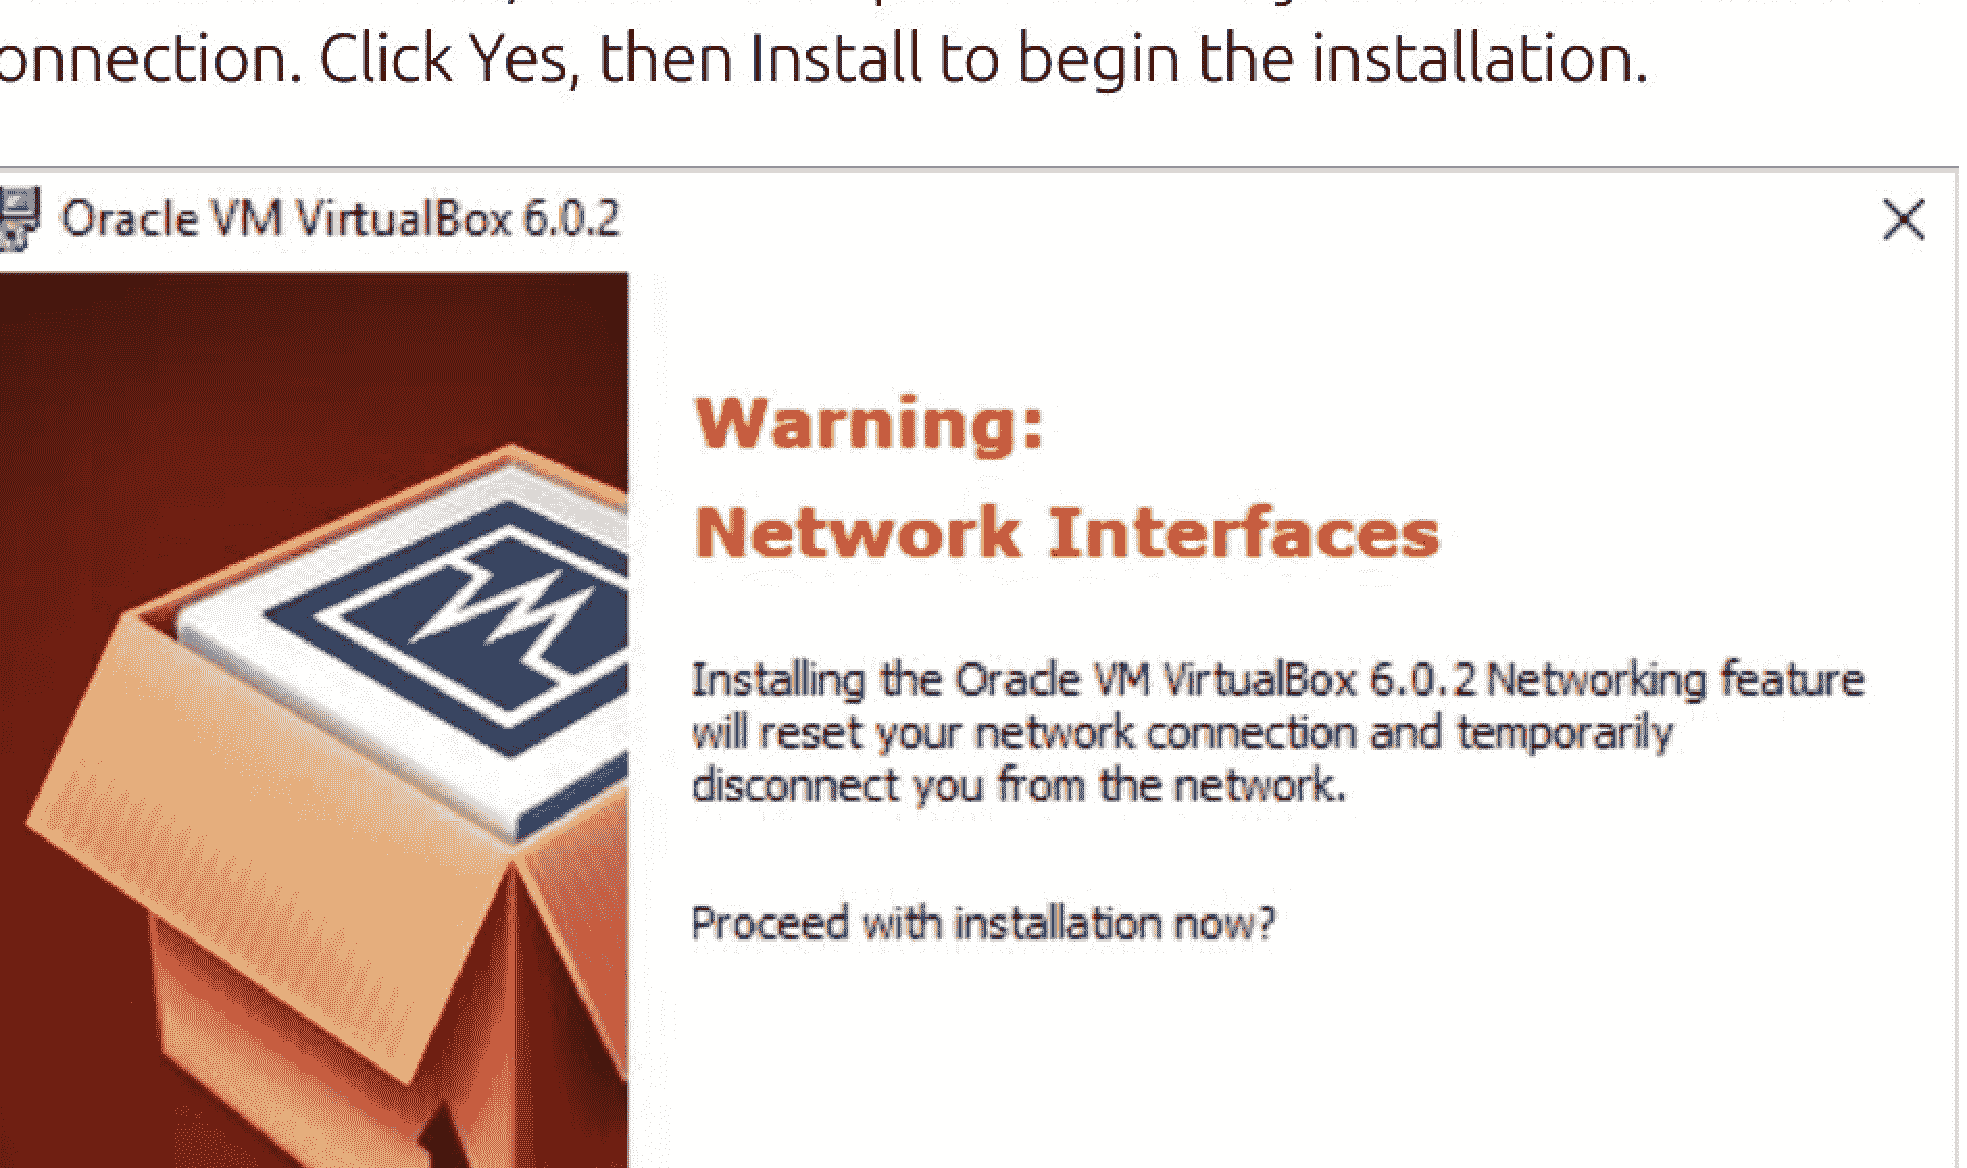 onnection. Click Yes, then Install to begin the installation.
Oracle VM VirtualBox 6.0.2
Warning:
Network Interfaces
Installing the Oracle VM VirtualBox 6.0.2 Networking feature
will reset your network connection and temporarily
disconnect you from the network.
Proceed with installation now?